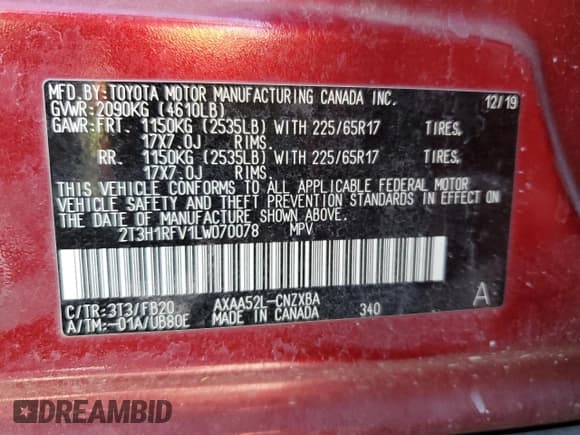 MFD.BY:TOYOTA MOTOR MANUFACTURING CANADA INC.
GVWR:2090KG (4610LB) 12/19
GAWR:FRT. 1150KG (2535LB) WITH 225/65R17 TIRES,
17X7.0J RIMS.
RR. 1150KG (2535LB) WITH 225/65R17 TIRES,
17X7.0J RIMS.
THIS VEHICLE CONFORMS TO ALL APPLICABLE FEDERAL MOTOR
VEHICLE SAFETY AND THEFT PREVENTION STANDARDS IN EFFECT ON
THE DATE OF MANUFACTURE SHOWN ABOVE.
2T3H1RFV1LW070078 MPV
C/TR:3T3/FB20 AXAA52L-CNZXBA A
A/TM:-01A/UB80E MADE IN CANADA 340
DREAMBID